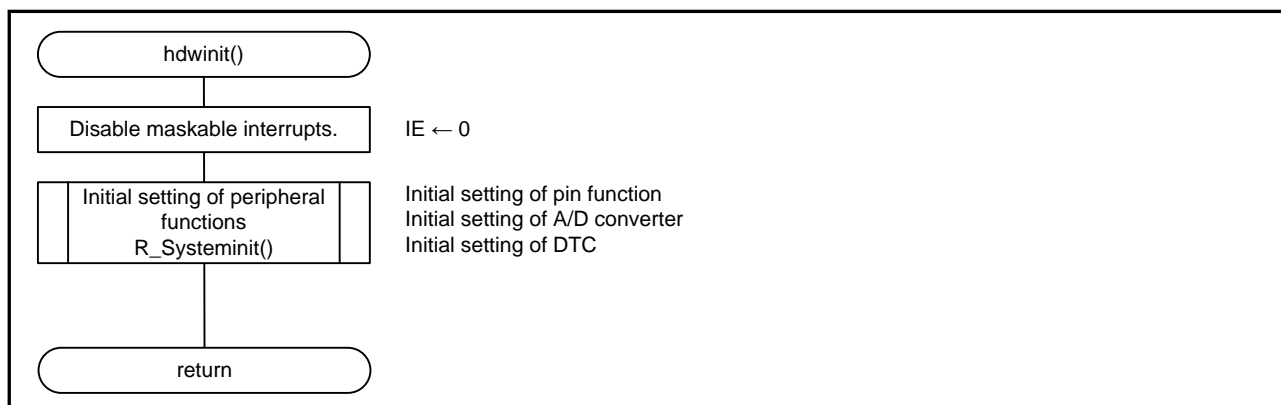 hdwinit()
Disable maskable interrupts.
IE ← 0
Initial setting of peripheral
functions
R_Systeminit()
Initial setting of pin function
Initial setting of A/D converter
Initial setting of DTC
return